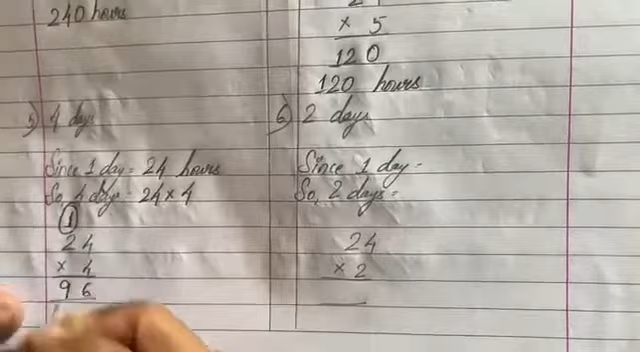 240 hours
× 5
120
120 hours
5) 4 days
Since 1 day = 24 hours
So, 4 days = 24 × 4
1
24
× 4
96
6) 2 days
Since 1 day =
So, 2 days =
24
× 2